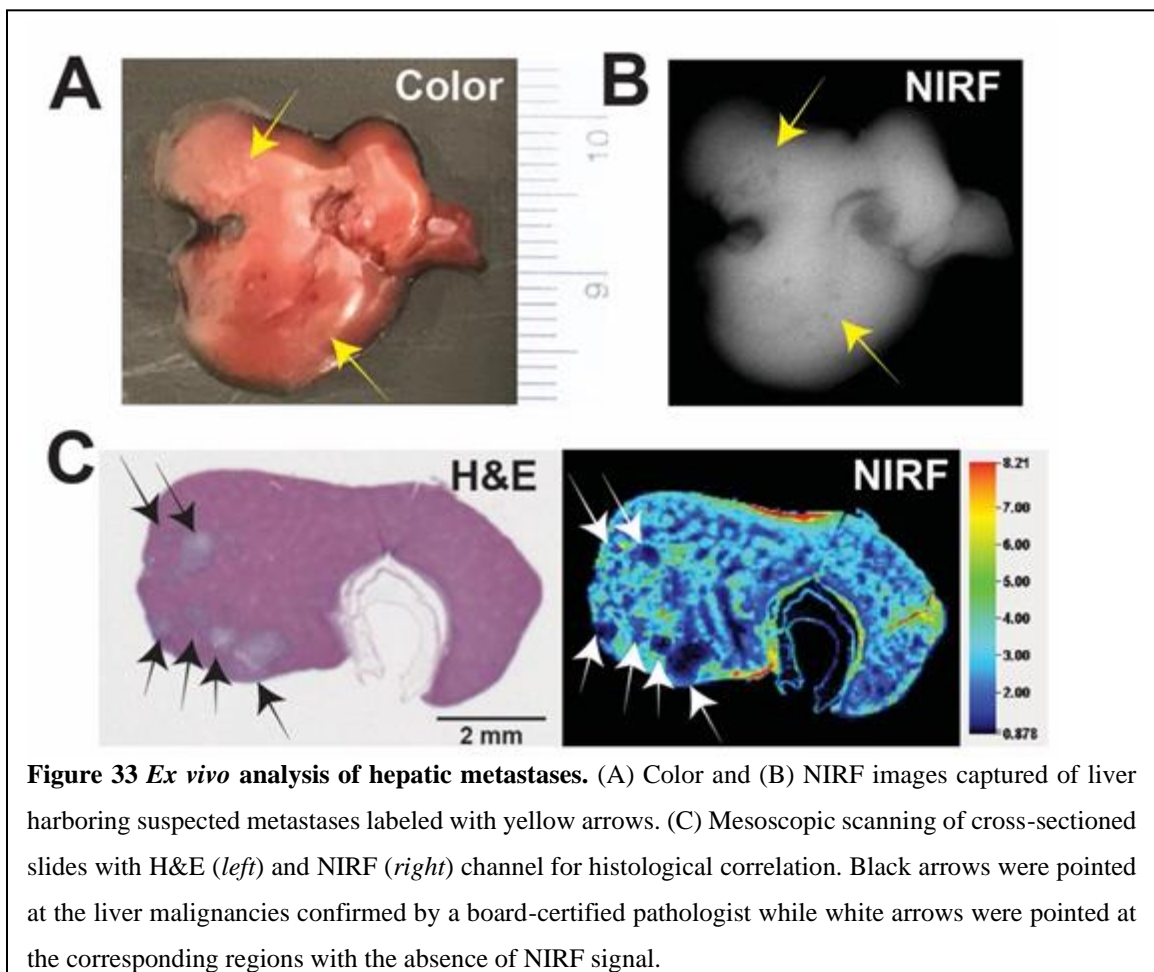 A
Color
10
9
B
NIRF
C
H&E
2 mm
NIRF
8.21
7.00
6.00
5.00
4.00
3.00
2.00
0.878
Figure 33 Ex vivo analysis of hepatic metastases. (A) Color and (B) NIRF images captured of liver
harboring suspected metastases labeled with yellow arrows. (C) Mesoscopic scanning of cross-sectioned
slides with H&E (left) and NIRF (right) channel for histological correlation. Black arrows were pointed
at the liver malignancies confirmed by a board-certified pathologist while white arrows were pointed at
the corresponding regions with the absence of NIRF signal.